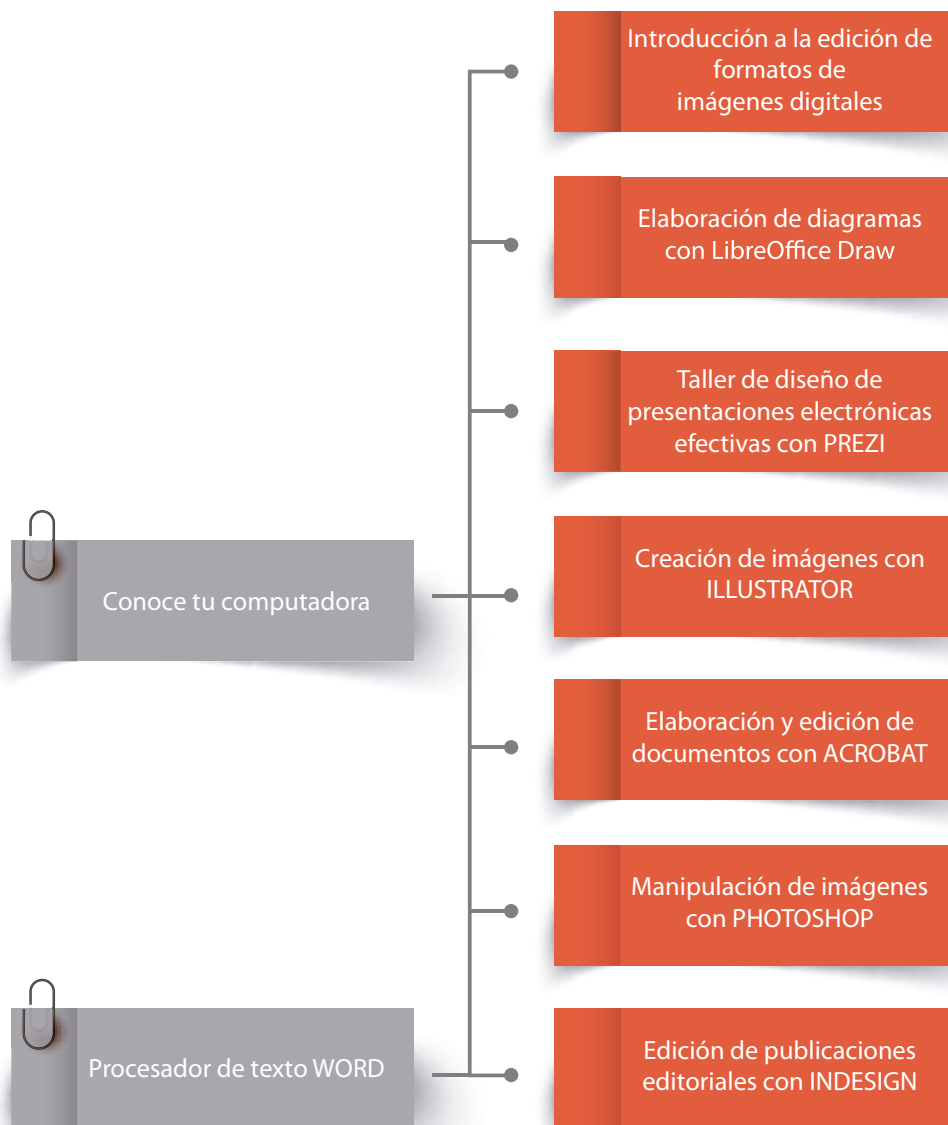 Introducción a la edición de
formatos de
imágenes digitales
Elaboración de diagramas
con LibreOffice Draw
Taller de diseño de
presentaciones electrónicas
efectivas con PREZI
Conoce tu computadora
Creación de imágenes con
ILLUSTRATOR
Elaboración y edición de
documentos con ACROBAT
Manipulación de imágenes
con PHOTOSHOP
Procesador de texto WORD
Edición de publicaciones
editoriales con INDESIGN